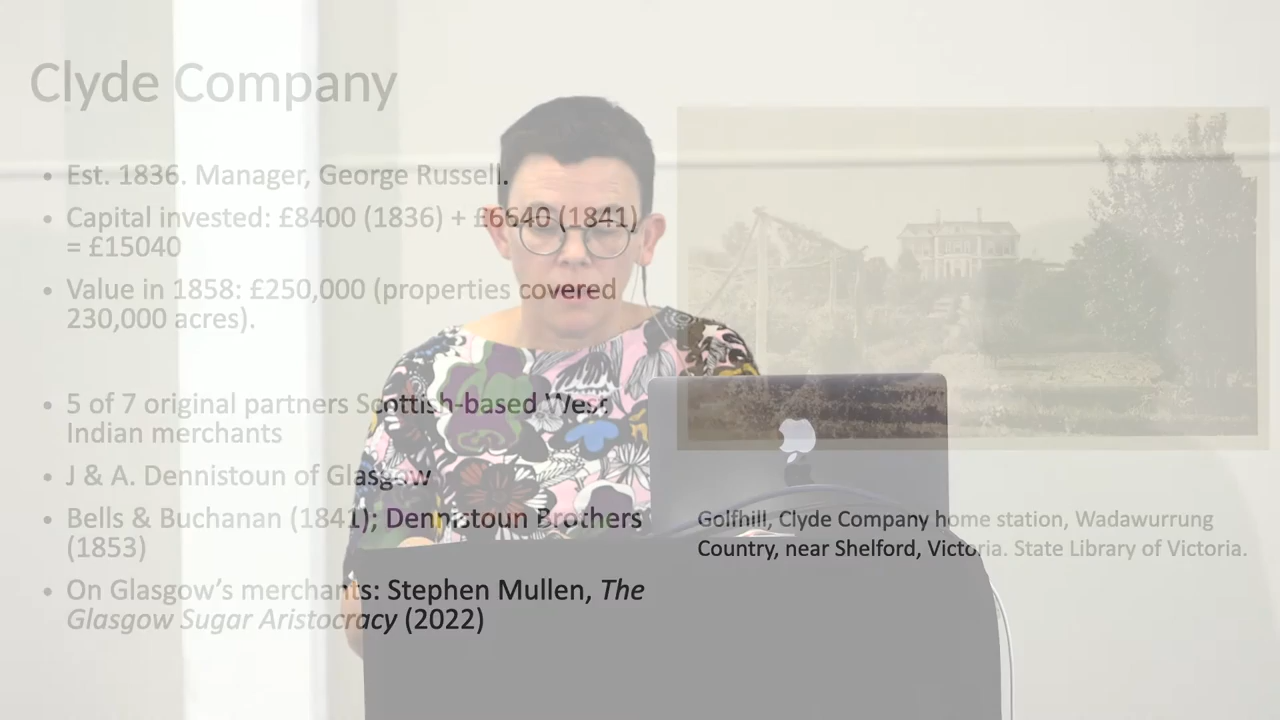 Clyde Company
• Est. 1836. Manager, George Russell.
• Capital invested: £8400 (1836) + £6640 (1841)
= £15040
• Value in 1858: £250,000 (properties covered
230,000 acres).
• 5 of 7 original partners Scottish-based West
Indian merchants
• J & A. Dennistoun of Glasgow
• Bells & Buchanan (1841); Dennistoun Brothers
(1853)
• On Glasgow’s merchants: Stephen Mullen, The
Glasgow Sugar Aristocracy (2022)
Golfhill, Clyde Company home station, Wadawurrung
Country, near Shelford, Victoria. State Library of Victoria.